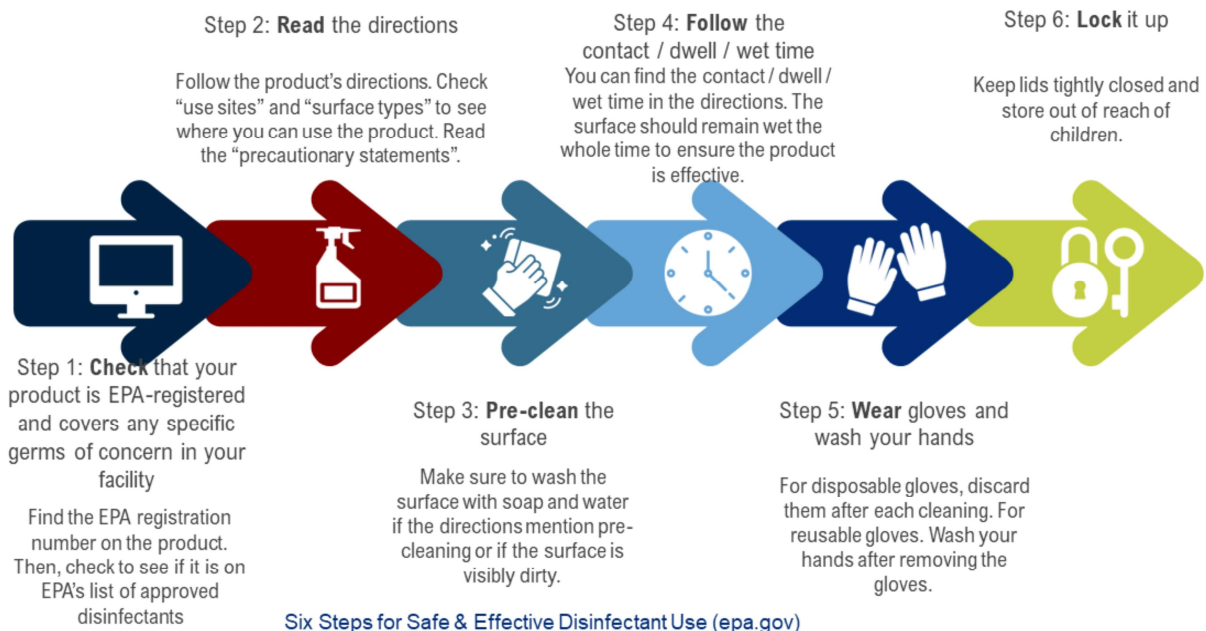 Step 1: Check that your
product is EPA-registered
and covers any specific
germs of concern in your
facility
Find the EPA registration
number on the product.
Then, check to see if it is on
EPA's list of approved
disinfectants
Step 2: Read the directions
Follow the product's directions. Check
“use sites” and “surface types” to see
where you can use the product. Read
the “precautionary statements”.
Step 3: Pre-clean the
surface
Make sure to wash the
surface with soap and water
if the directions mention pre-
cleaning or if the surface is
visibly dirty.
Step 4: Follow the
contact / dwell / wet time
You can find the contact / dwell /
wet time in the directions. The
surface should remain wet the
whole time to ensure the product
is effective.
Step 5: Wear gloves and
wash your hands
For disposable gloves, discard
them after each cleaning. For
reusable gloves. Wash your
hands after removing the
gloves.
Step 6: Lock it up
Keep lids tightly closed and
store out of reach of
children.
Six Steps for Safe & Effective Disinfectant Use (epa.gov)